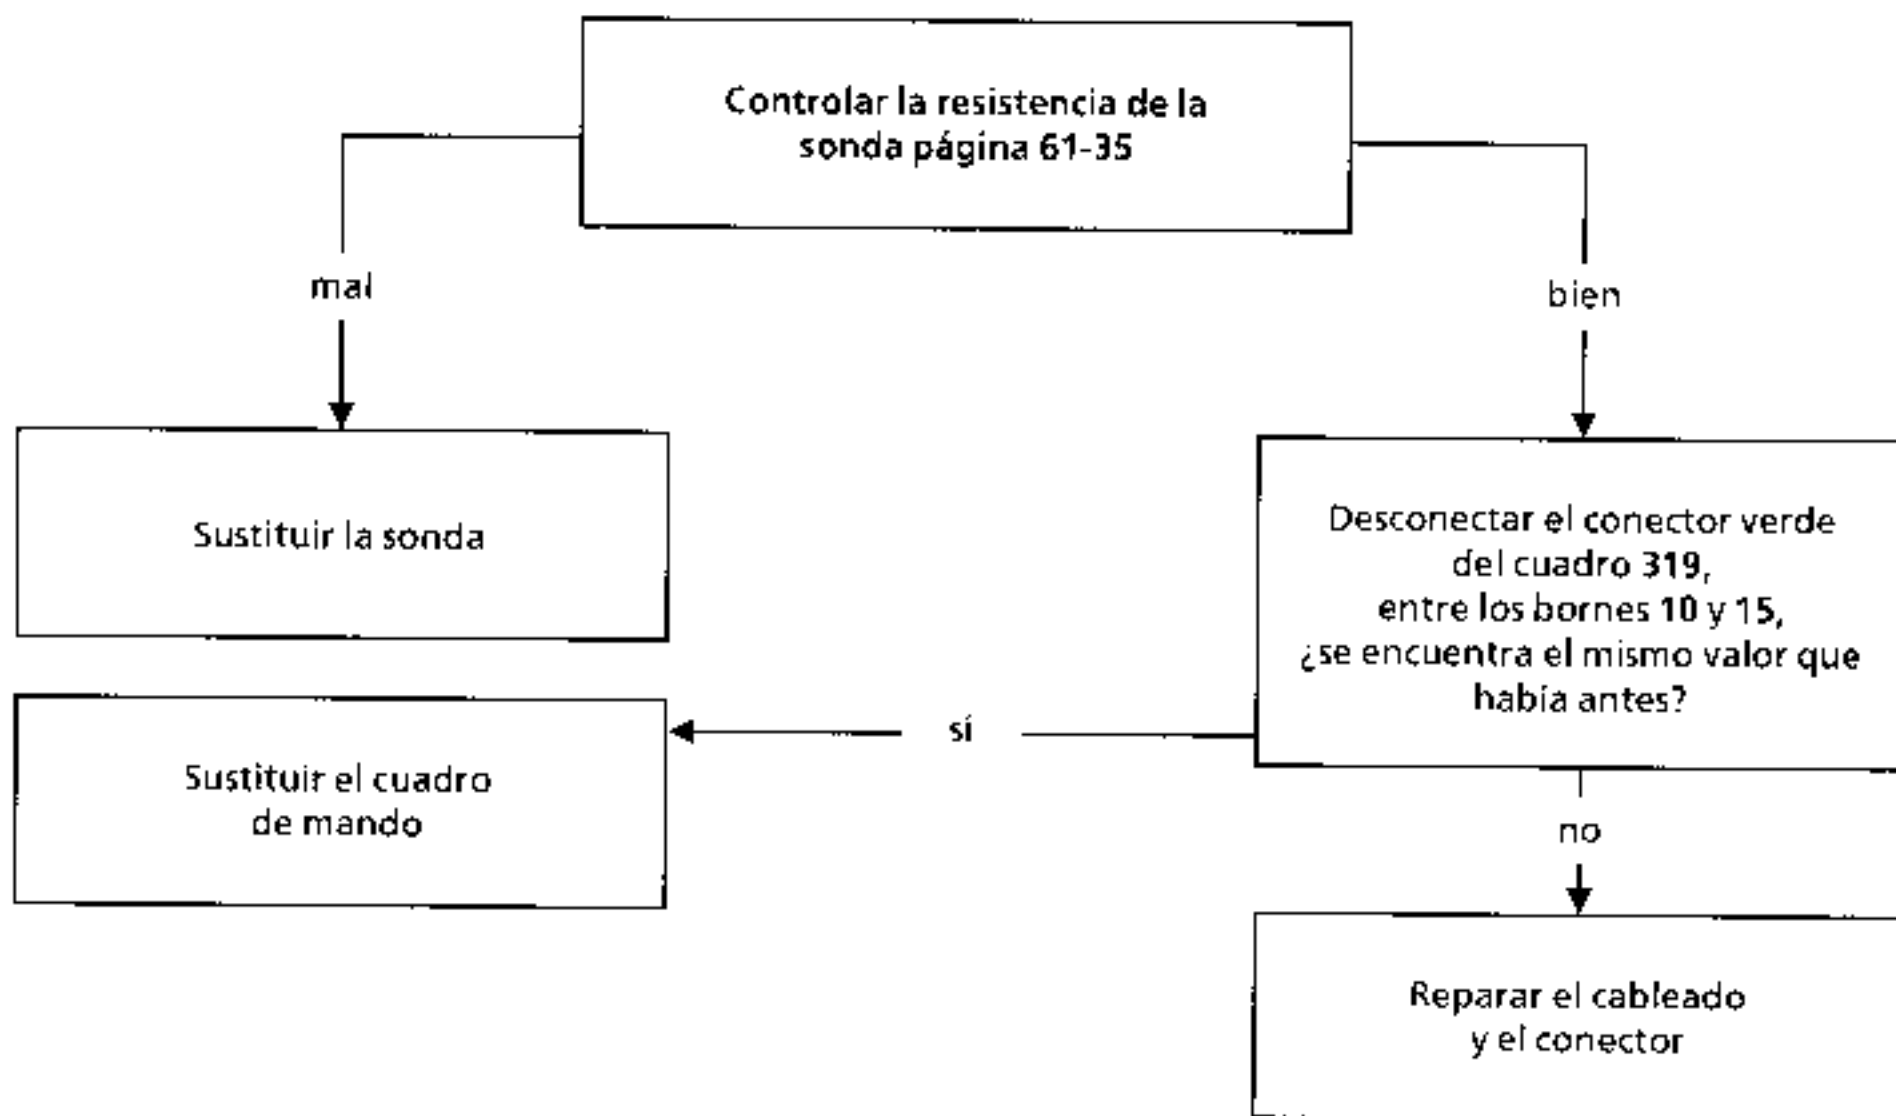 Controlar la resistencia de la
sonda página 61-35
mal
bien
Sustituir la sonda
Desconectar el conector verde
del cuadro 319,
entre los bornes 10 y 15,
¿se encuentra el mismo valor que
había antes?
sí
Sustituir el cuadro
de mando
no
Reparar el cableado
y el conector